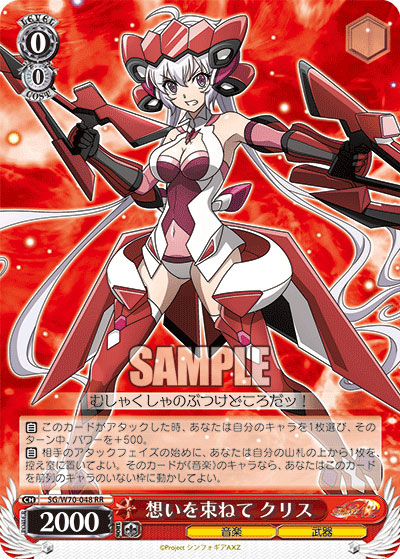 LEVEL
0
0
COST
SAMPLE
むしゃくしゃのぶつけどころだッ！
自 このカードがアタックした時、あなたは自分のキャラを1枚選び、その
ターン中、パワーを+500。
自 相手のアタックフェイズの始めに、あなたは自分の山札の上から1枚を、
控え室に置いてよい。そのカードが《音楽》のキャラなら、あなたはこのカード
を前列のキャラのいない枠に動かしてよい。
CH SG/W70-048 RR
2000
想いを束ねて クリス
音楽
武器
©Project シンフォギアAXZ